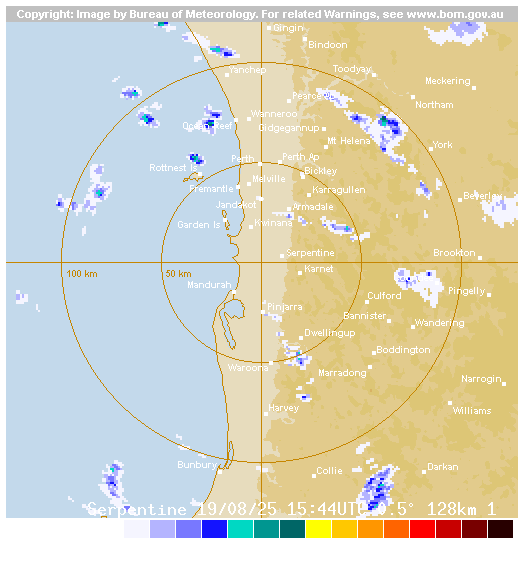 Copyright: Image by Bureau of Meteorology. For related Warnings, see www.bom.gov.au
Gingin
Bindoon
Yanchep
Toodyay
Meckering
Pearce
Northam
Wanneroo
Gidgegannup
Mt Helena
York
Rottnest Is
Perth
Perth Ap
Bickley
Melville
Fremantle
Karragullen
Beverley
Jandakot
Armadale
Garden Is
Kwinana
Serpentine
Brookton
100 km
50 km
Karnet
Mandurah
Culford
Pingelly
Pinjarra
Bannister
Wandering
Dwellingup
Boddington
Waroona
Marradong
Narrogin
Harvey
Williams
Bunbury
Collie
Darkan
Serpentine 19/08/25 15:44UTC 0.5° 128km 1